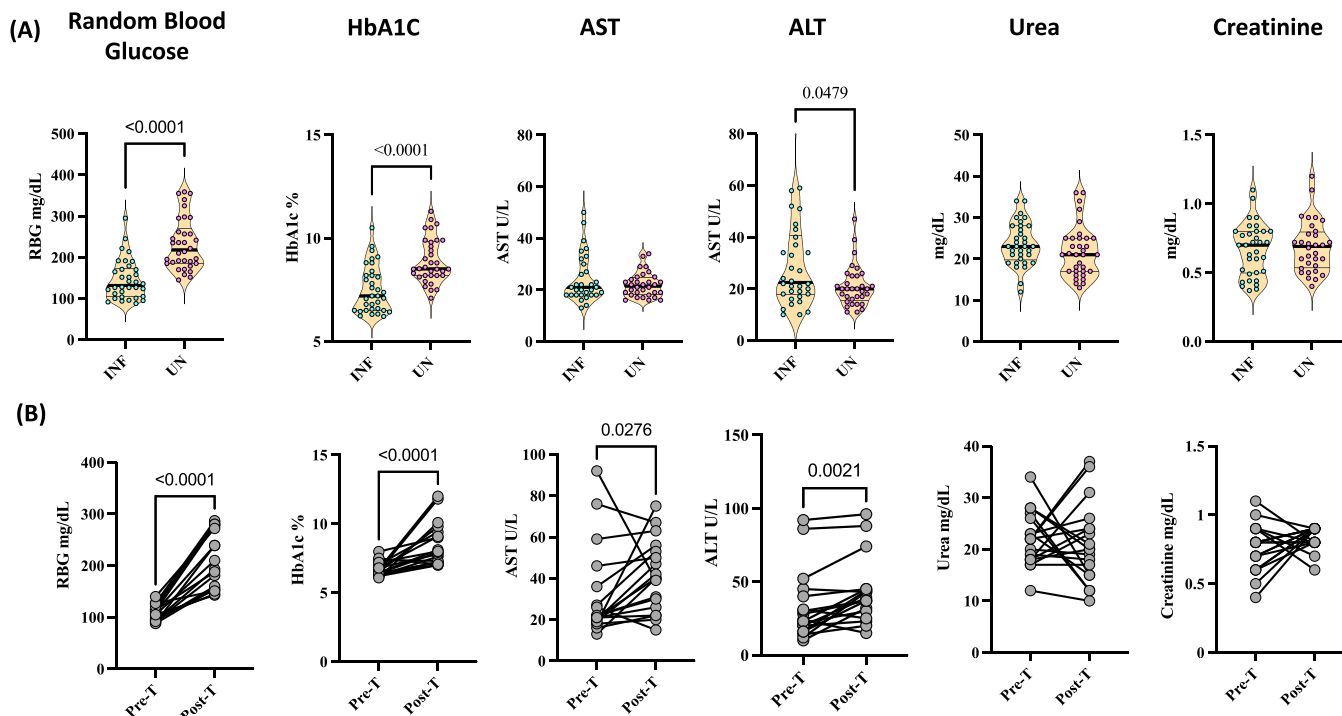 (A)
Random Blood
Glucose
HbA1C
AST
ALT
Urea
Creatinine
RBG mg/dL
500
400
300
200
100
0
<0.0001
INF
UN
HbA1c %
15
10
5
<0.0001
INF
UN
AST U/L
80
60
40
20
0
INF
UN
AST U/L
80
60
40
20
0
0.0479
INF
UN
mg/dL
50
40
30
20
10
0
INF
UN
mg/dL
1.5
1.0
0.5
0.0
INF
UN
(B)
RBG mg/dL
400
300
200
100
0
<0.0001
Pre-T
Post-T
HbA1c %
15
10
5
0
<0.0001
Pre-T
Post-T
AST U/L
100
80
60
40
20
0
0.0276
Pre-T
Post-T
ALT U/L
150
100
50
0
0.0021
Pre-T
Post-T
Urea mg/dL
40
30
20
10
0
Pre-T
Post-T
Creatinine mg/dL
1.5
1
0.5
0
Pre-T
Post-T